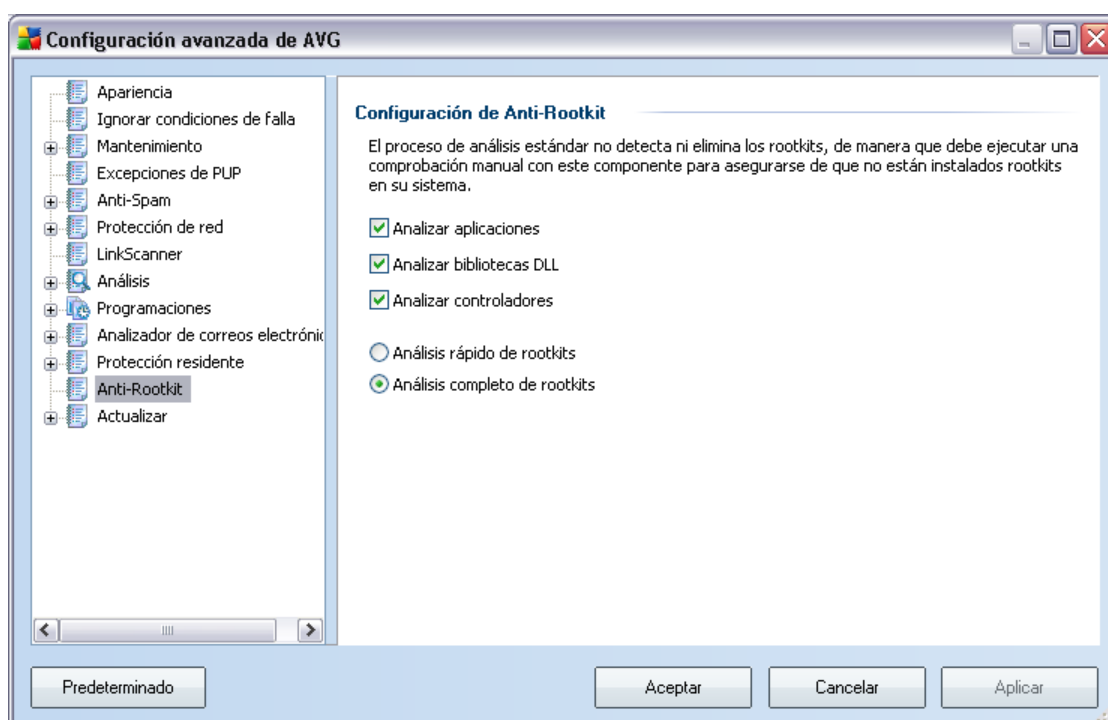 Configuración avanzada de AVG
Apariencia
Ignorar condiciones de falla
Mantenimiento
Excepciones de PUP
Anti-Spam
Protección de red
LinkScanner
Análisis
Programaciones
Analizador de correos electrónic
Protección residente
Anti-Rootkit
Actualizar
Configuración de Anti-Rootkit
El proceso de análisis estándar no detecta ni elimina los rootkits, de manera que debe ejecutar una
comprobación manual con este componente para asegurarse de que no están instalados rootkits
en su sistema.
Analizar aplicaciones
Analizar bibliotecas DLL
Analizar controladores
Análisis rápido de rootkits
Análisis completo de rootkits
Predeterminado
Aceptar
Cancelar
Aplicar